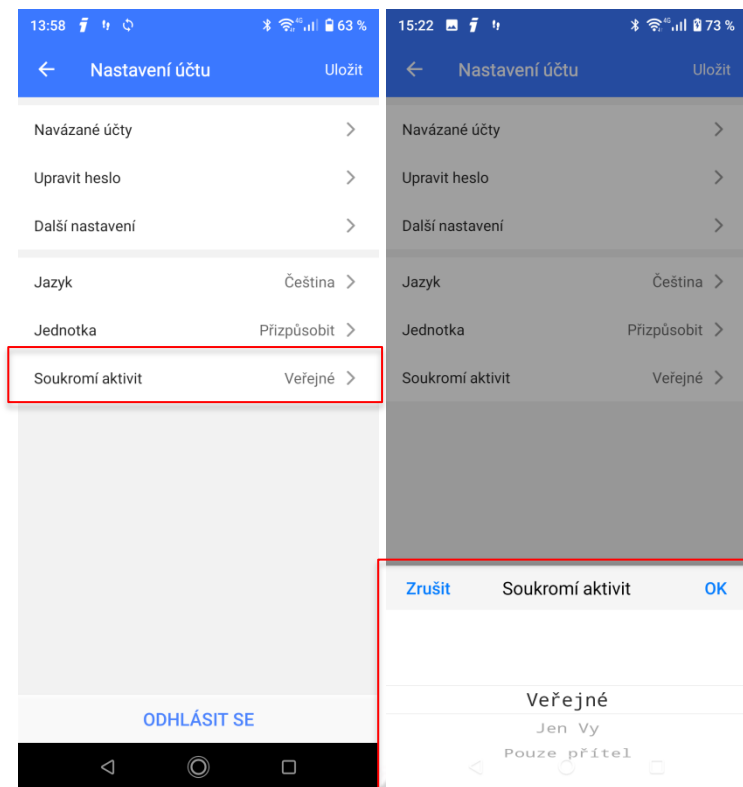 13:58 63 %
Nastavení účtu Uložit
Navázané účty
Upravit heslo
Další nastavení
Jazyk Čeština
Jednotka Přizpůsobit
Soukromí aktivit Veřejné
ODHLÁSIT SE
15:22 73 %
Nastavení účtu Uložit
Navázané účty
Upravit heslo
Další nastavení
Jazyk Čeština
Jednotka Přizpůsobit
Soukromí aktivit Veřejné
Zrušit Soukromí aktivit OK
Veřejné
Jen Vy
Pouze přítel